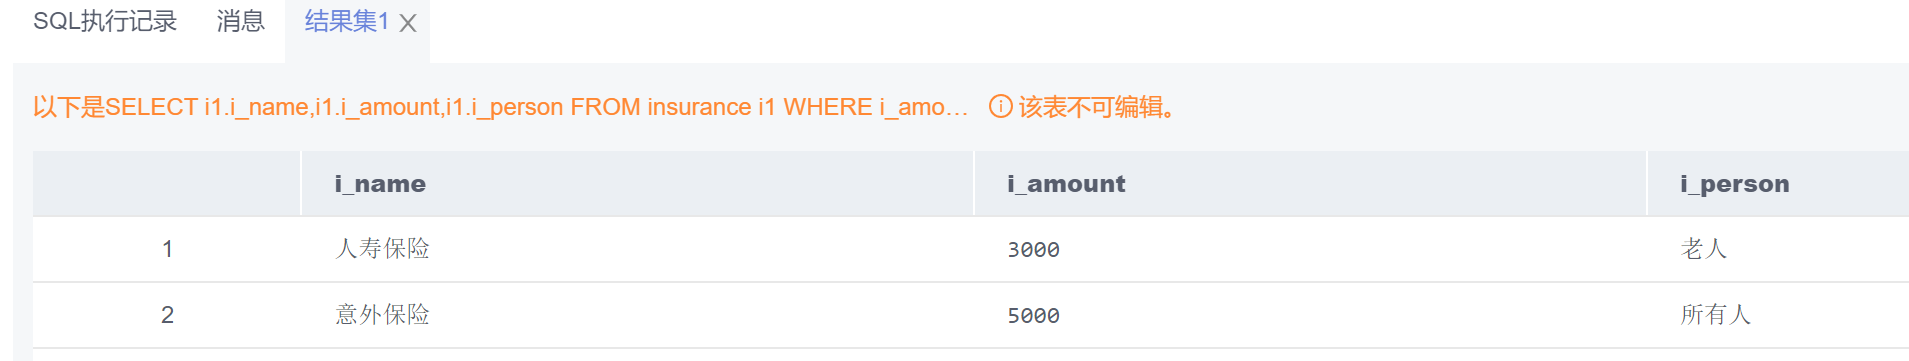 SQL执行记录 消息 结果集1 X
以下是SELECT i1.i_name,i1.i_amount,i1.i_person FROM insurance i1 WHERE i_amo… 该表不可编辑。
i_name i_amount i_person
1 人寿保险 3000 老人
2 意外保险 5000 所有人